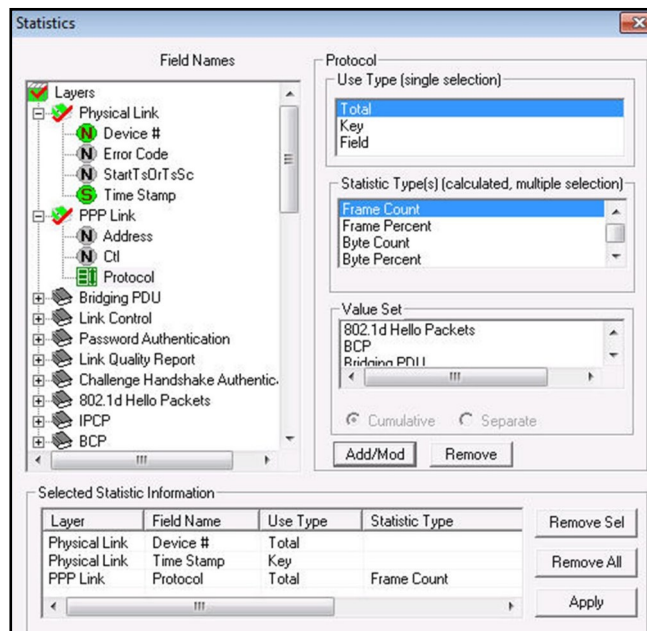 Statistics
Field Names
Layers
Physical Link
N Device #
N Error Code
N StartTsOrTsSc
S Time Stamp
PPP Link
N Address
N Ctl
Protocol
Bridging PDU
Link Control
Password Authentication
Link Quality Report
Challenge Handshake Authentic
802.1d Hello Packets
IPCP
BCP
Protocol
Use Type (single selection)
Total
Key
Field
Statistic Type(s) (calculated, multiple selection)
Frame Count
Frame Percent
Byte Count
Byte Percent
Value Set
802.1d Hello Packets
BCP
Bridging PDU
Cumulative Separate
Add/Mod Remove
Selected Statistic Information
Layer Field Name Use Type Statistic Type
Physical Link Device # Total
Physical Link Time Stamp Key
PPP Link Protocol Total Frame Count
Remove Sel
Remove All
Apply